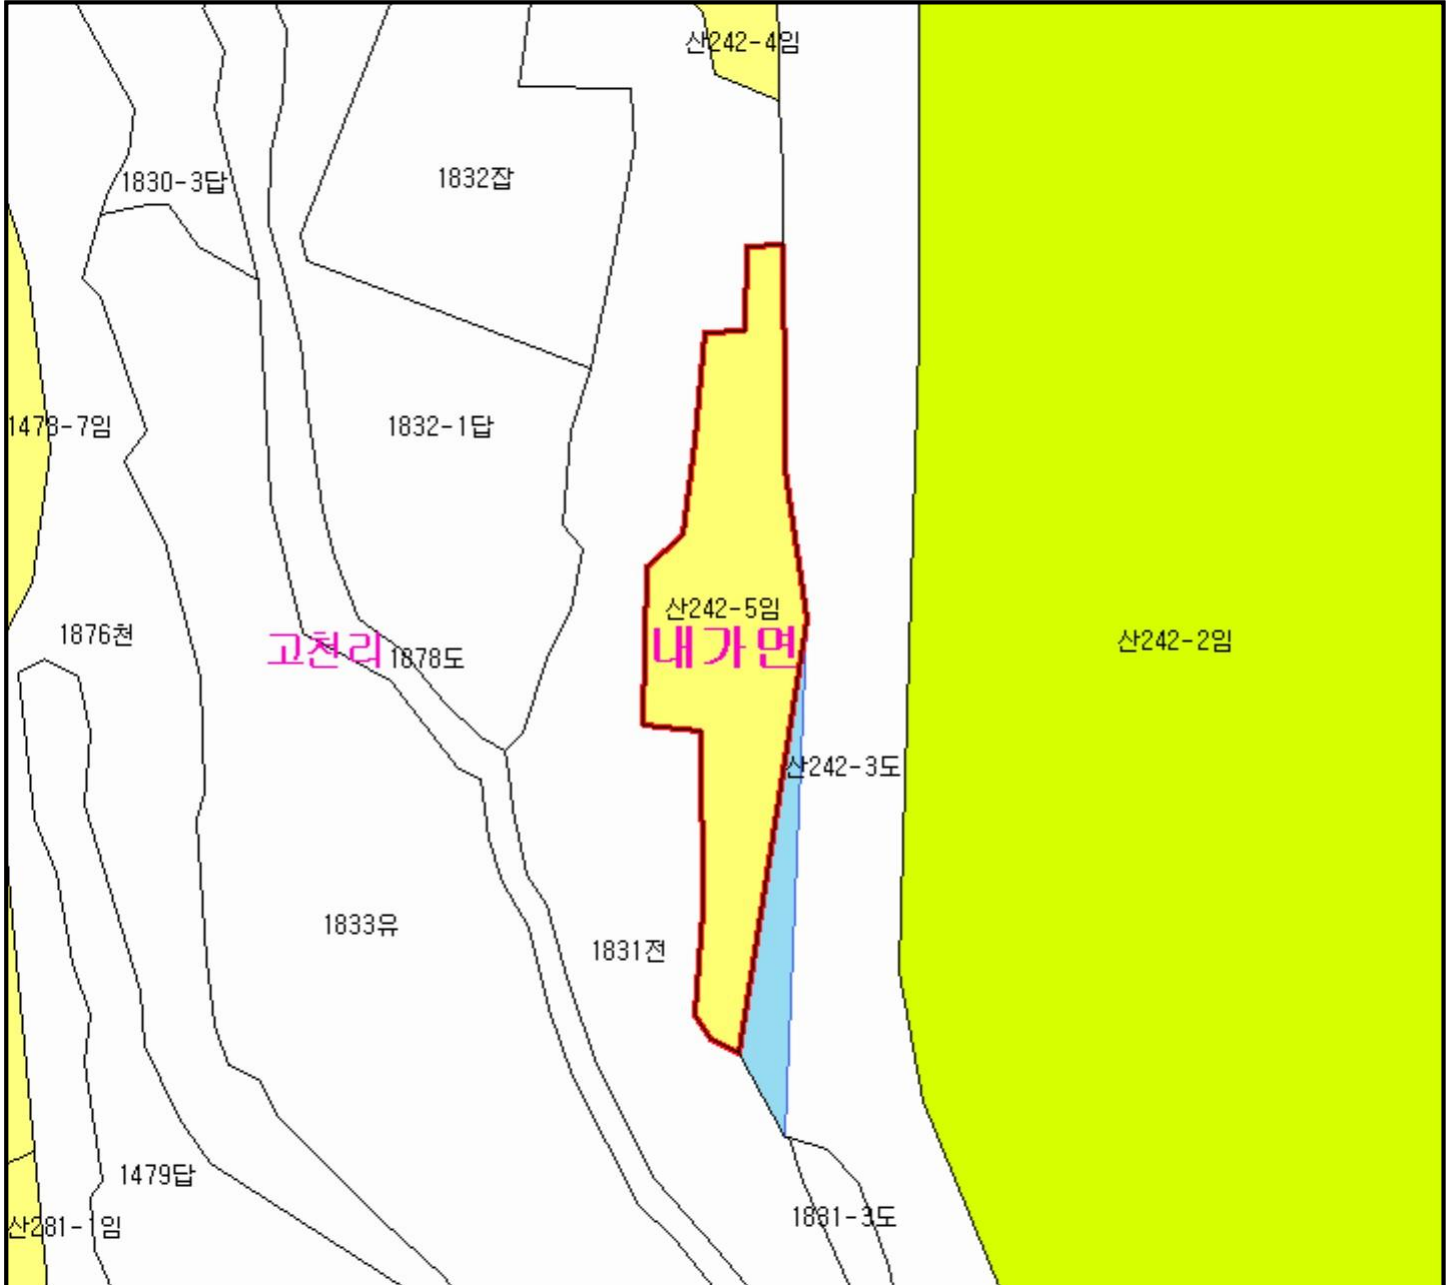 산242-4임
1830-3답
1832잡
1478-7임
1832-1답
산242-5임
1876천
고천리
1878도
내가면
산242-2임
산242-3도
1833유
1831전
1479답
산281-1임
1831-3도